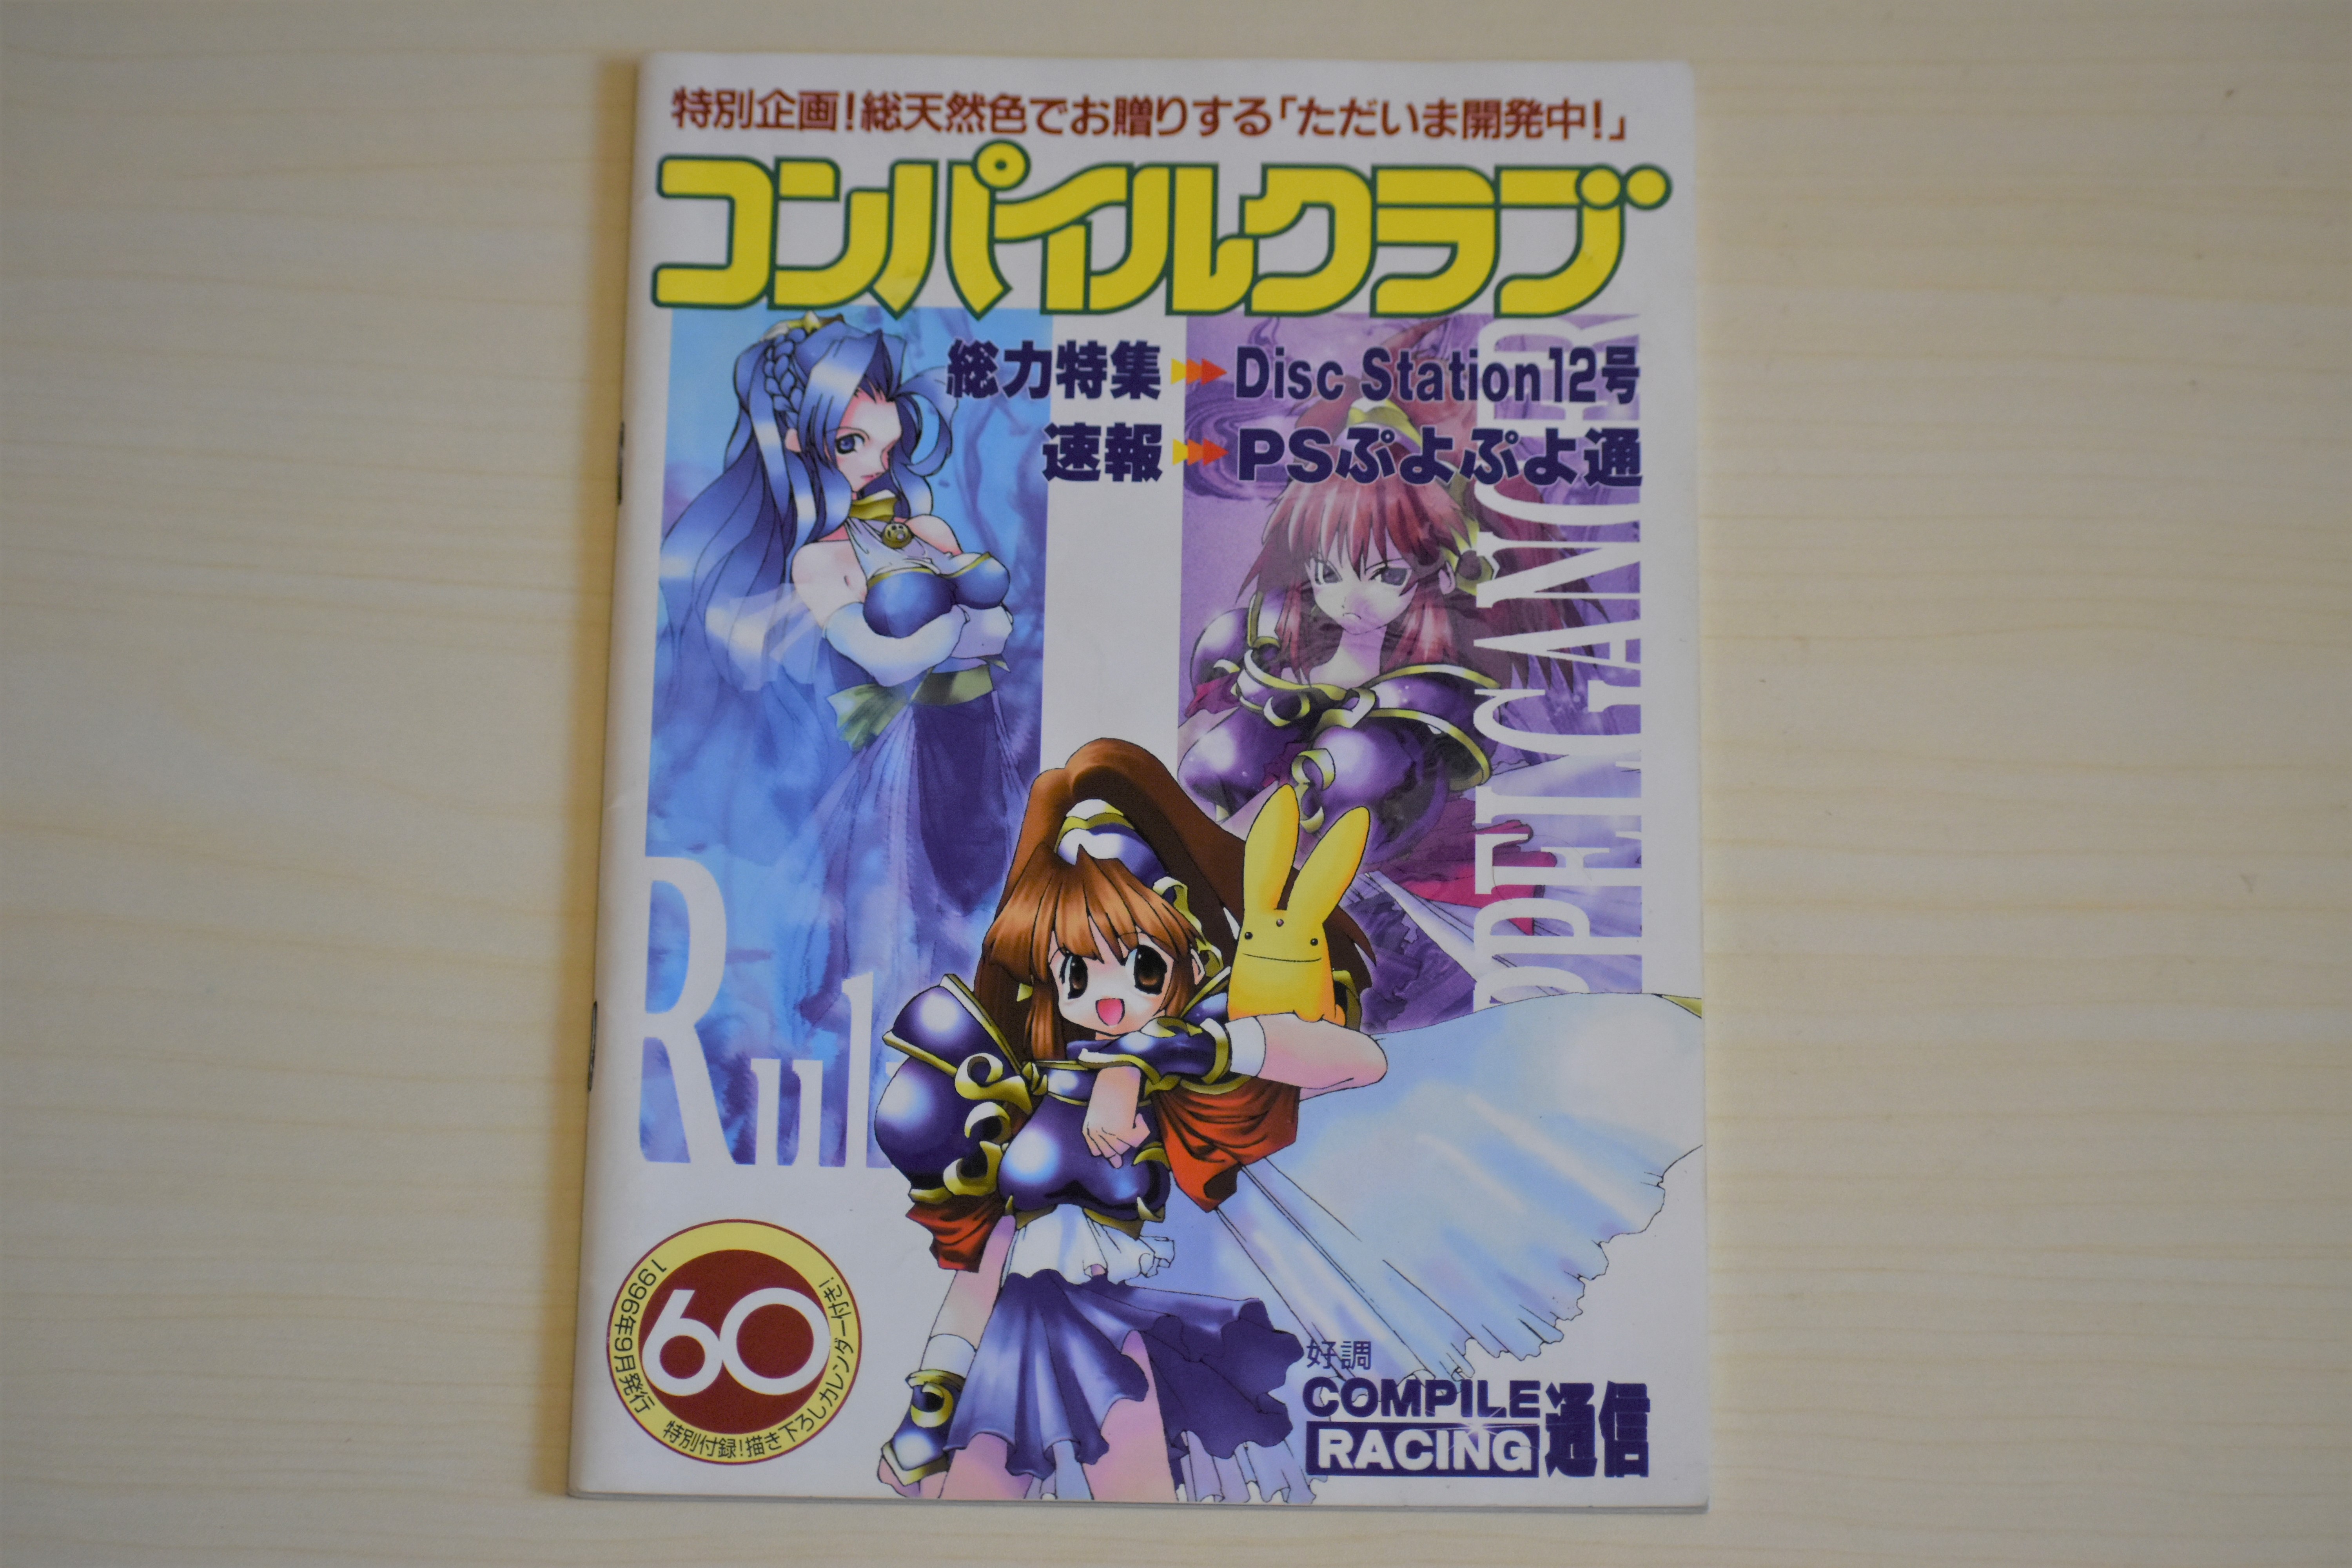 特別企画!総天然色でお贈りする「ただいま開発中!」
コンパイルクラブ
総力特集 Disc Station12号
速報 PSぷよぷよ通
60
1996年9月発行
特別付録!描き下ろしカレンダー付き!
好調
COMPILE
RACING
通信